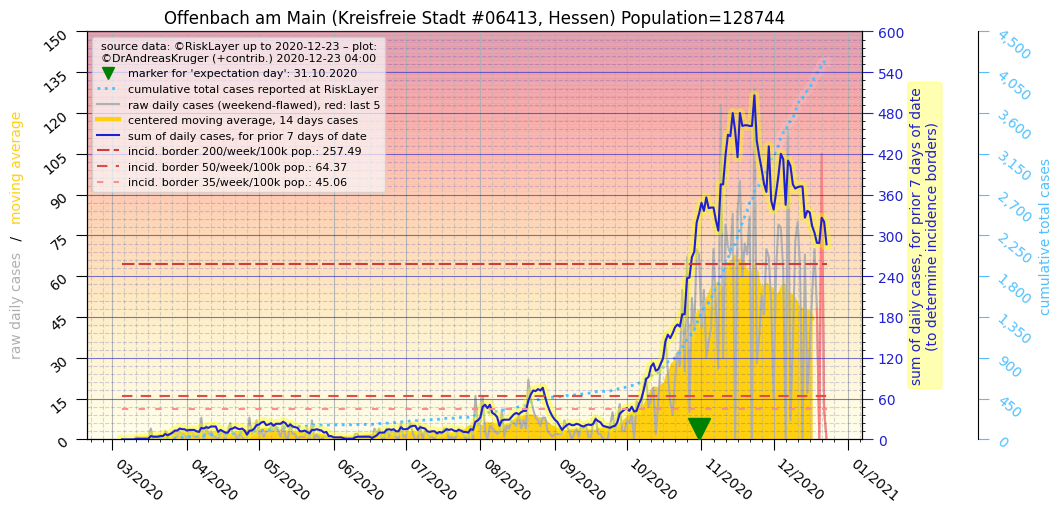 Offenbach am Main (Kreisfreie Stadt #06413, Hessen) Population=128744
source data: ©RiskLayer up to 2020-12-23 – plot:
©DrAndreasKruger (+contrib.) 2020-12-23 04:00
marker for 'expectation day': 31.10.2020
cumulative total cases reported at RiskLayer
raw daily cases (weekend-flawed), red: last 5
centered moving average, 14 days cases
sum of daily cases, for prior 7 days of date
incid. border 200/week/100k pop.: 257.49
incid. border 50/week/100k pop.: 64.37
incid. border 35/week/100k pop.: 45.06
raw daily cases / moving average
150
135
120
105
90
75
60
45
30
15
0
600
540
480
420
360
300
240
180
120
60
0
sum of daily cases, for prior 7 days of date
(to determine incidence borders)
4,500
4,050
3,600
3,150
2,700
2,250
1,800
1,350
900
450
0
cumulative total cases
03/2020
04/2020
05/2020
06/2020
07/2020
08/2020
09/2020
10/2020
11/2020
12/2020
01/2021